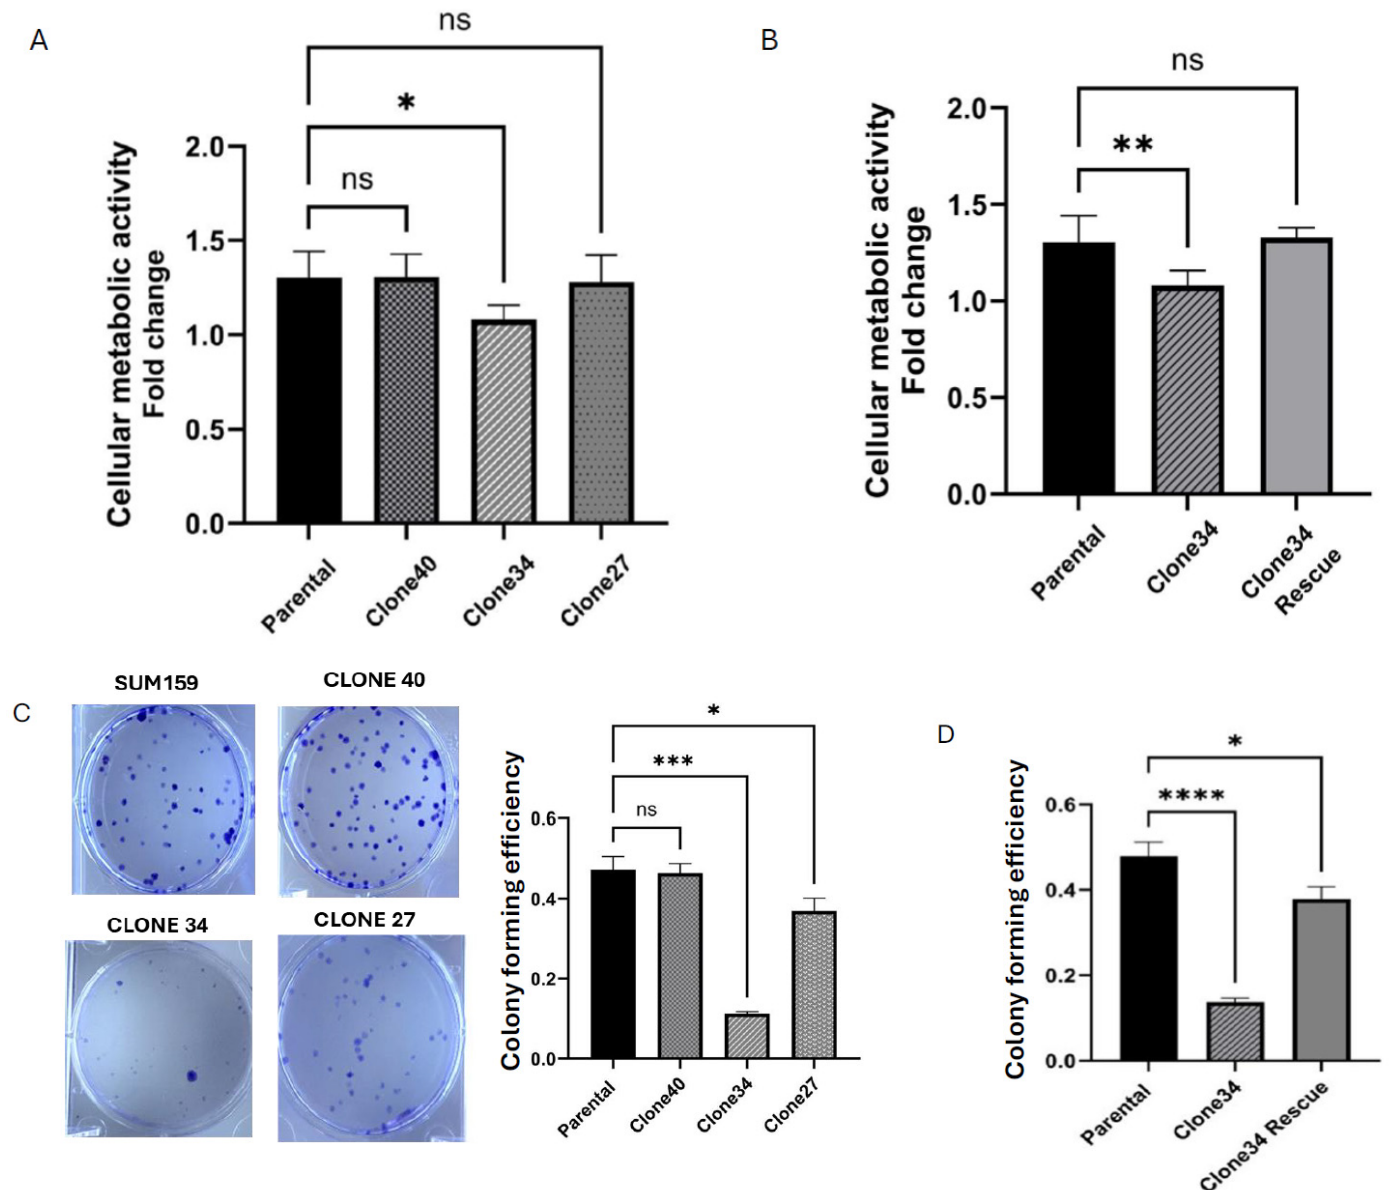 A
ns
*
ns
Cellular metabolic activity
Fold change
2.0
1.5
1.0
0.5
0.0
Parental
Clone40
Clone34
Clone27
B
ns
**
Cellular metabolic activity
Fold change
2.0
1.5
1.0
0.5
0.0
Parental
Clone34
Clone34
Rescue
C
SUM159
CLONE 40
CLONE 34
CLONE 27
*
***
ns
Colony forming efficiency
0.6
0.4
0.2
0.0
Parental
Clone40
Clone34
Clone27
D
*
****
Colony forming efficiency
0.6
0.4
0.2
0.0
Parental
Clone34
Clone34 Rescue